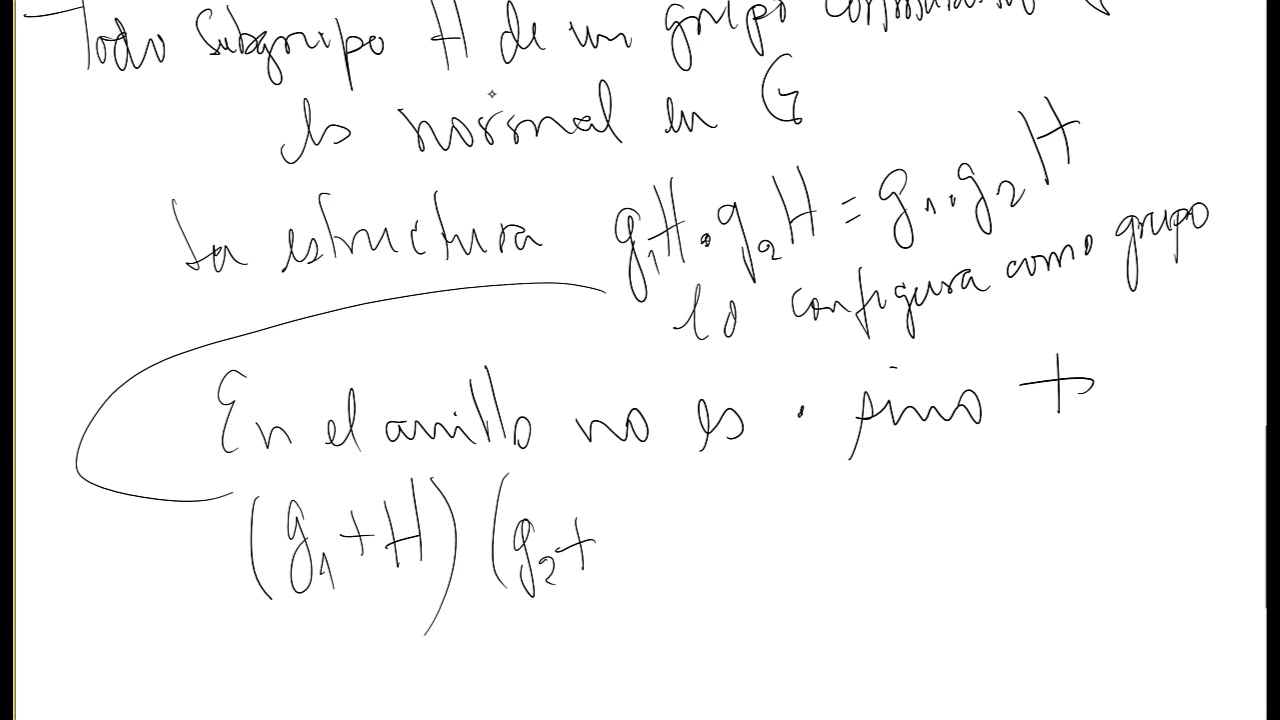 Todo subgrupo H de un grupo conmutativo G
es normal en G
La estructura g₁H · g₂H = g₁ · g₂ H
lo configura como grupo
En el anillo no es · sino +
(g₁ + H) (g₂ +